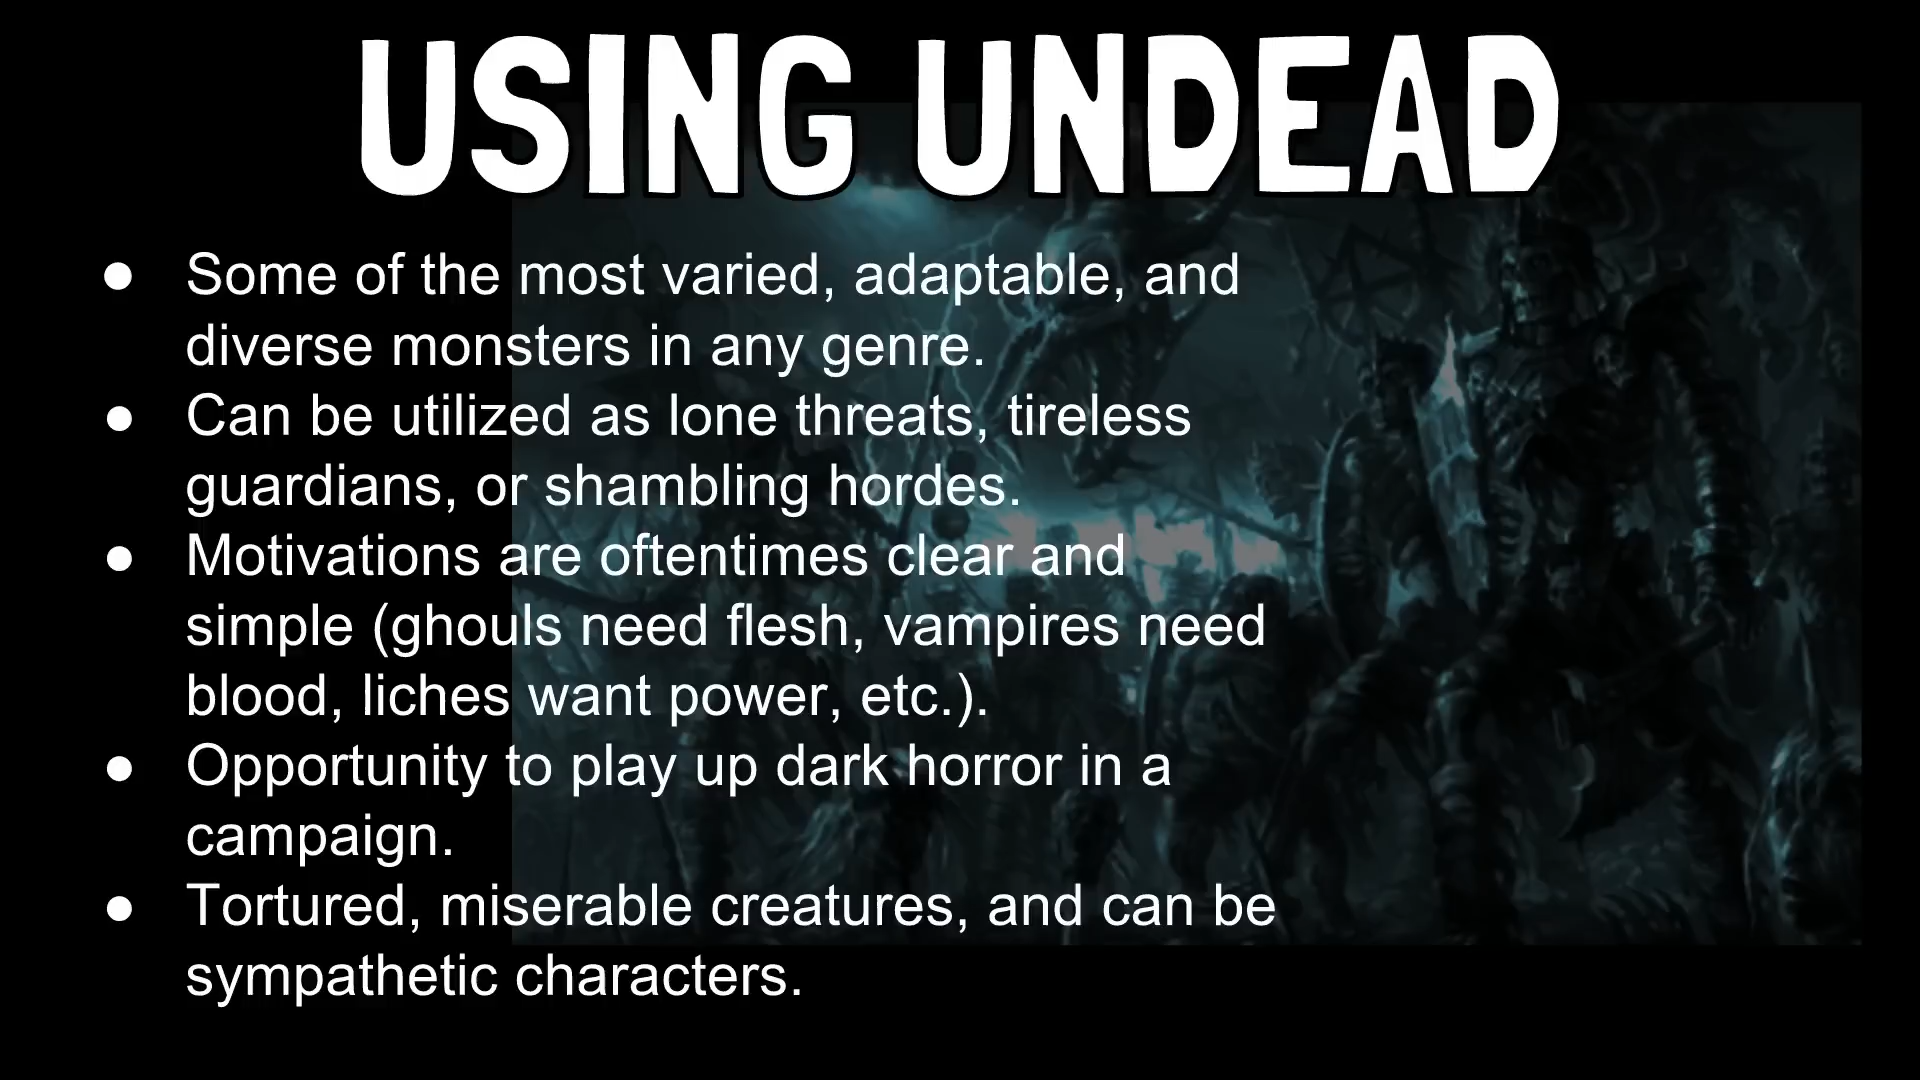 USING UNDEAD
● Some of the most varied, adaptable, and
diverse monsters in any genre.
● Can be utilized as lone threats, tireless
guardians, or shambling hordes.
● Motivations are oftentimes clear and
simple (ghouls need flesh, vampires need
blood, liches want power, etc.).
● Opportunity to play up dark horror in a
campaign.
● Tortured, miserable creatures, and can be
sympathetic characters.